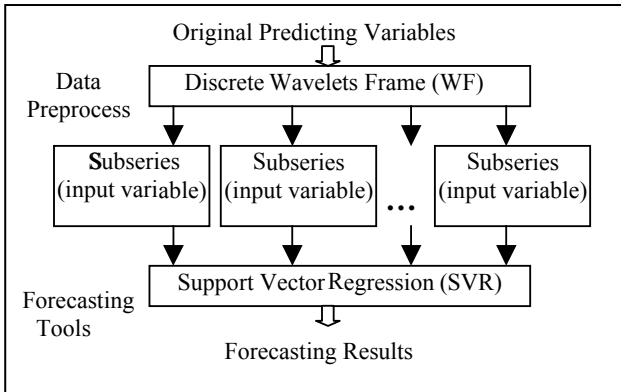 Original Predicting Variables
Data
Preprocess
Discrete Wavelets Frame (WF)
Subseries
(input variable)
Subseries
(input variable)
...
Subseries
(input variable)
Support Vector Regression (SVR)
Forecasting
Tools
Forecasting Results